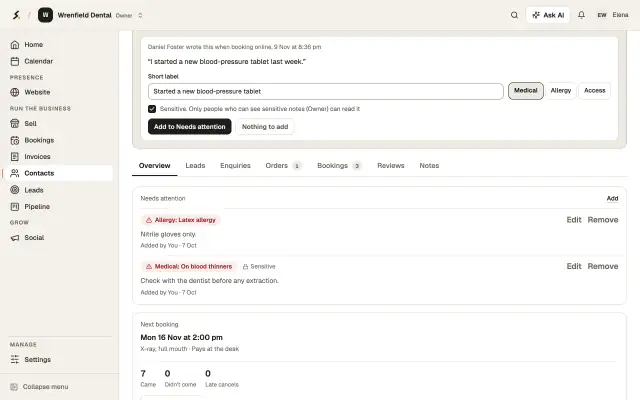 W Wrenfield Dental Owner
Ask AI
EW Elena
Home
Calendar
PRESENCE
Website
RUN THE BUSINESS
Sell
Bookings
Invoices
Contacts
Leads
Pipeline
GROW
Social
MANAGE
Settings
Collapse menu
Daniel Foster wrote this when booking online, 9 Nov at 8:36 pm
“I started a new blood-pressure tablet last week.”
Short label
Started a new blood-pressure tablet
Medical Allergy Access
Sensitive. Only people who can see sensitive notes (Owner) can read it
Add to Needs attention Nothing to add
Overview Leads Enquiries Orders 1 Bookings 3 Reviews Notes
Needs attention Add
Allergy: Latex allergy Edit Remove
Nitrile gloves only.
Added by You · 7 Oct
Medical: On blood thinners Sensitive Edit Remove
Check with the dentist before any extraction.
Added by You · 7 Oct
Next booking
Mon 16 Nov at 2:00 pm
X-ray, full mouth · Pays at the desk
7 0 0
Came Didn't come Late cancels